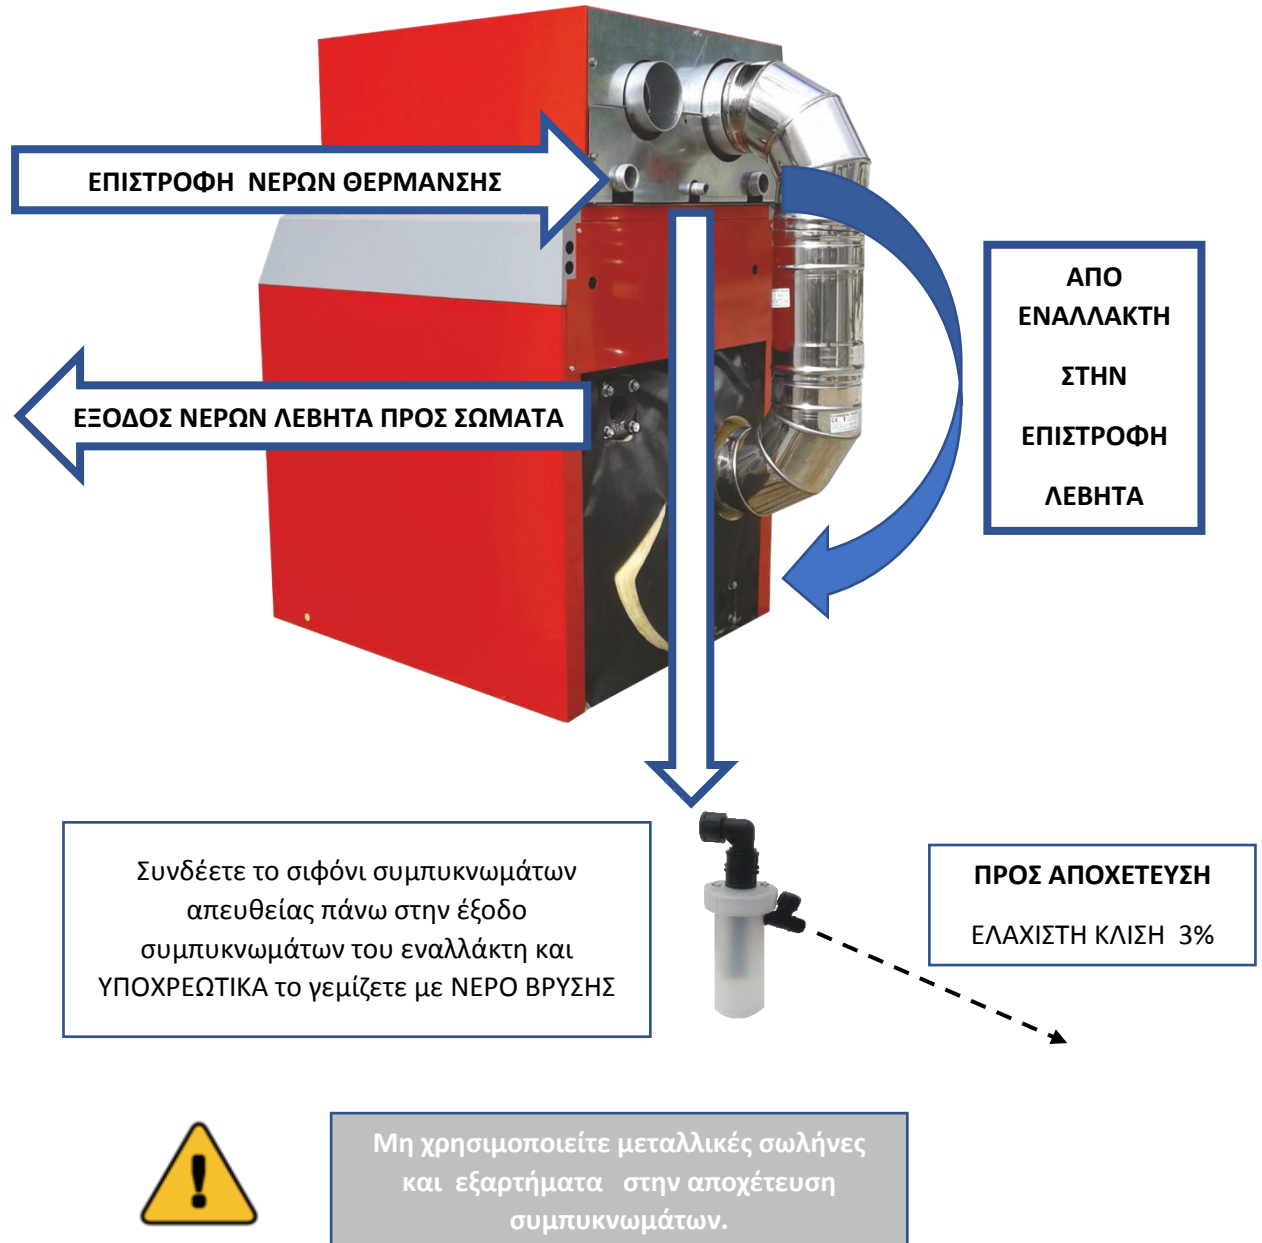 ΕΠΙΣΤΡΟΦΗ ΝΕΡΩΝ ΘΕΡΜΑΝΣΗΣ
ΑΠΟ
ΕΝΑΛΛΑΚΤΗ
ΣΤΗΝ
ΕΠΙΣΤΡΟΦΗ
ΛΕΒΗΤΑ
ΕΞΟΔΟΣ ΝΕΡΩΝ ΛΕΒΗΤΑ ΠΡΟΣ ΣΩΜΑΤΑ
Συνδέετε το σιφόνι συμπυκνωμάτων
απευθείας πάνω στην έξοδο
συμπυκνωμάτων του εναλλάκτη και
ΥΠΟΧΡΕΩΤΙΚΑ το γεμίζετε με ΝΕΡΟ ΒΡΥΣΗΣ
ΠΡΟΣ ΑΠΟΧΕΤΕΥΣΗ
ΕΛΑΧΙΣΤΗ ΚΛΙΣΗ 3%
Μη χρησιμοποιείτε μεταλλικές σωλήνες
και εξαρτήματα στην αποχέτευση
συμπυκνωμάτων.